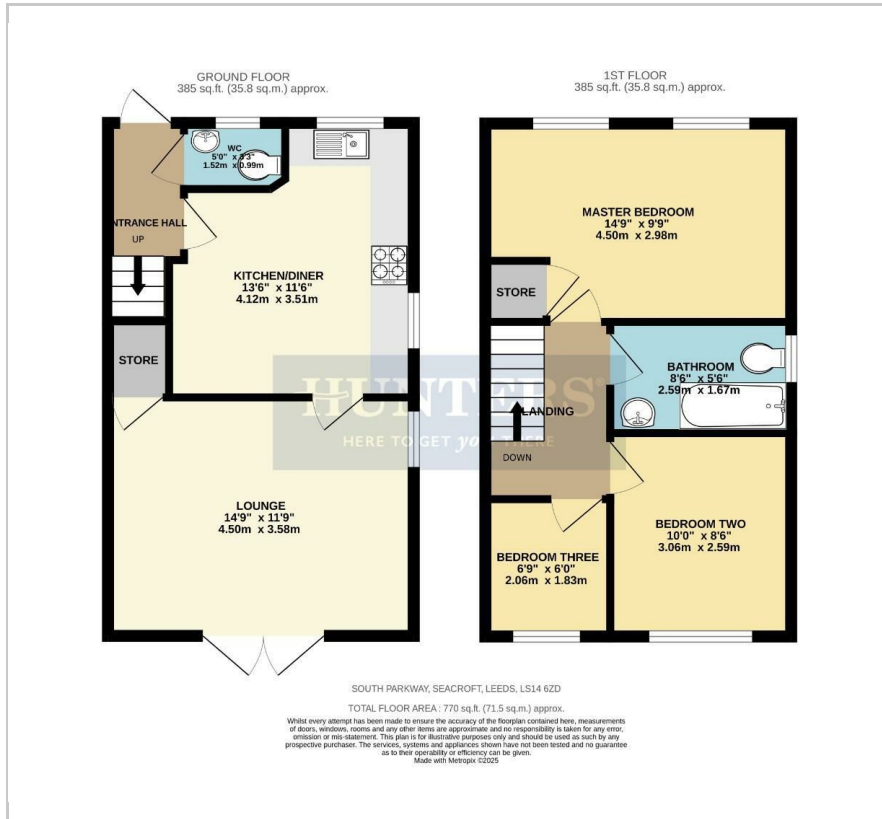 GROUND FLOOR
385 sq.ft. (35.8 sq.m.) approx.
WC
5'0" x 3'3"
1.52m x 0.99m
ENTRANCE HALL
UP
KITCHEN/DINER
13'6" x 11'6"
4.12m x 3.51m
STORE
LOUNGE
14'9" x 11'9"
4.50m x 3.58m
1ST FLOOR
385 sq.ft. (35.8 sq.m.) approx.
MASTER BEDROOM
14'9" x 9'9"
4.50m x 2.98m
STORE
BATHROOM
8'6" x 5'6"
2.59m x 1.67m
LANDING
DOWN
BEDROOM TWO
10'0" x 8'6"
3.06m x 2.59m
BEDROOM THREE
6'9" x 6'0"
2.06m x 1.83m
HUNTERS®
HERE TO GET you THERE
SOUTH PARKWAY, SEACROFT, LEEDS, LS14 6ZD
TOTAL FLOOR AREA : 770 sq.ft. (71.5 sq.m.) approx.
Whilst every attempt has been made to ensure the accuracy of the floorplan contained here, measurements
of doors, windows, rooms and any other items are approximate and no responsibility is taken for any error,
omission or mis-statement. This plan is for illustrative purposes only and should be used as such by any
prospective purchaser. The services, systems and appliances shown have not been tested and no guarantee
as to their operability or efficiency can be given.
Made with Metropix ©2025